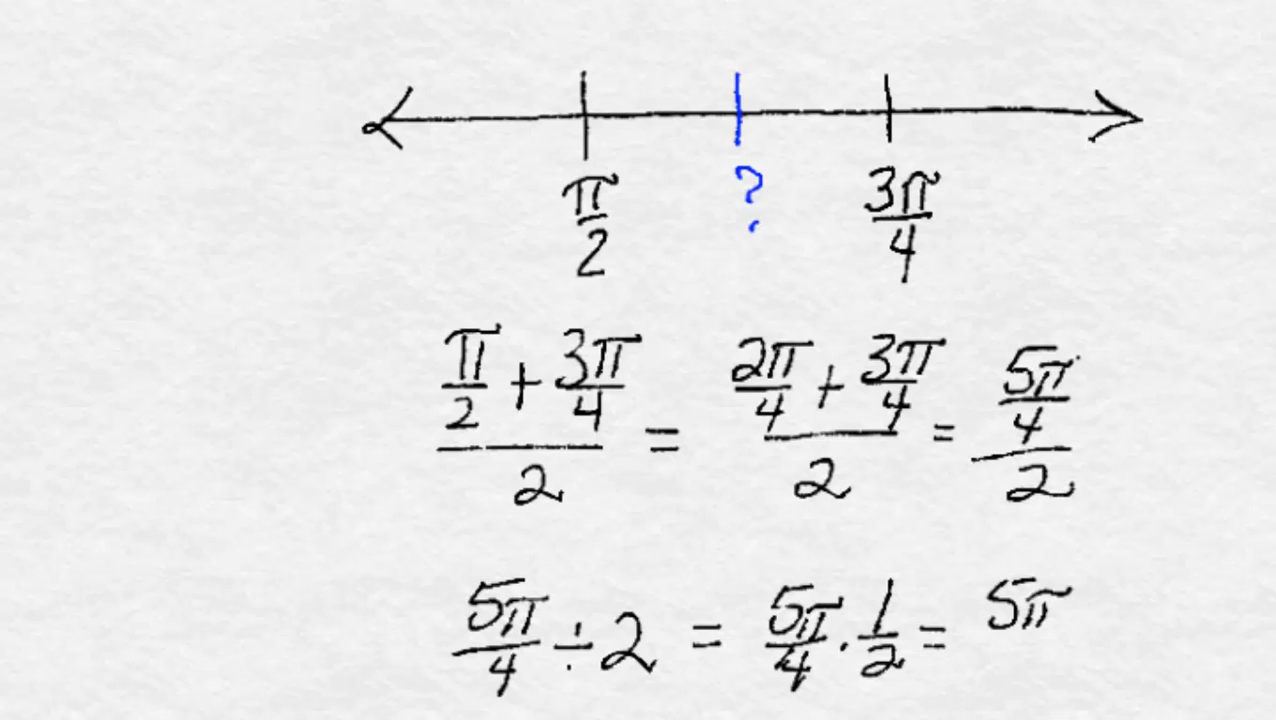 π/2 ? 3π/4
(π/2 + 3π/4)/2 = (2π/4 + 3π/4)/2 = (5π/4)/2
5π/4 ÷ 2 = 5π/4 · 1/2 = 5π